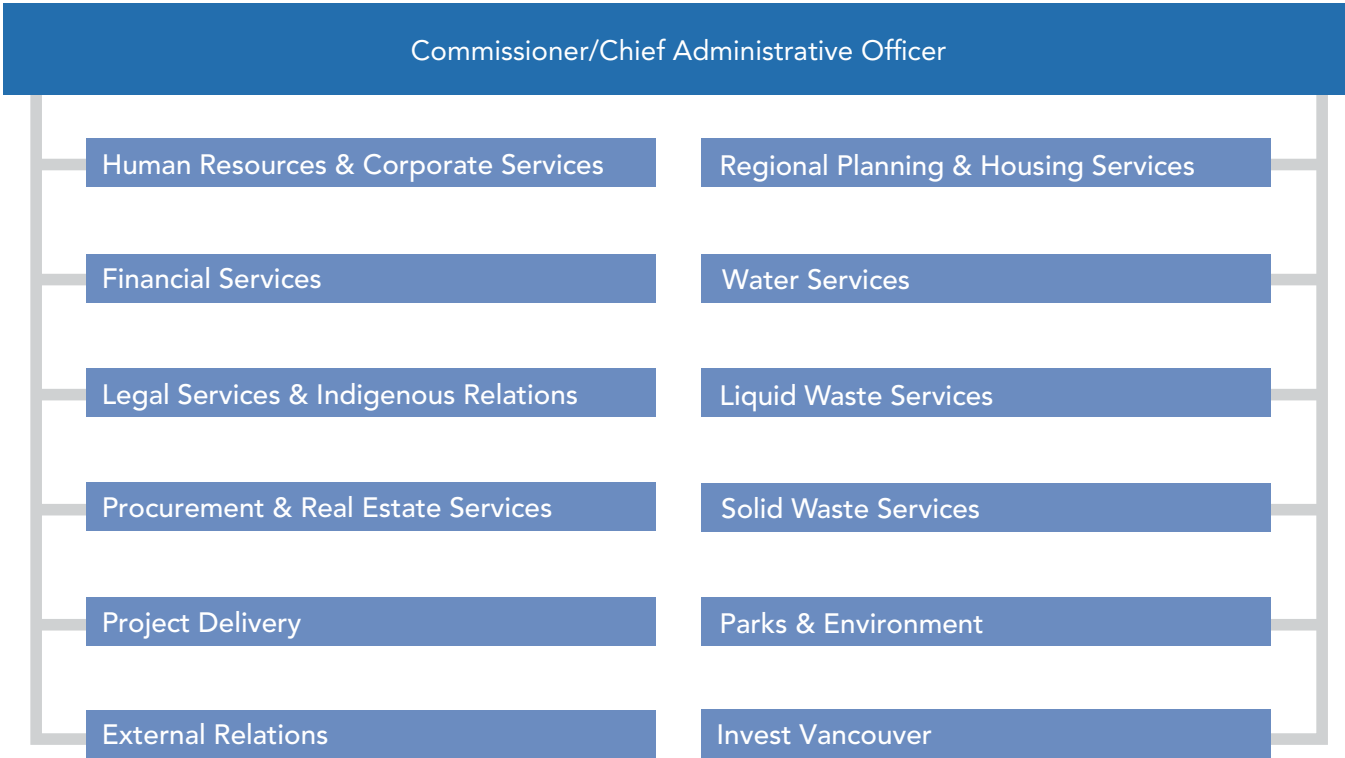 Commissioner/Chief Administrative Officer
Human Resources & Corporate Services
Financial Services
Legal Services & Indigenous Relations
Procurement & Real Estate Services
Project Delivery
External Relations
Regional Planning & Housing Services
Water Services
Liquid Waste Services
Solid Waste Services
Parks & Environment
Invest Vancouver